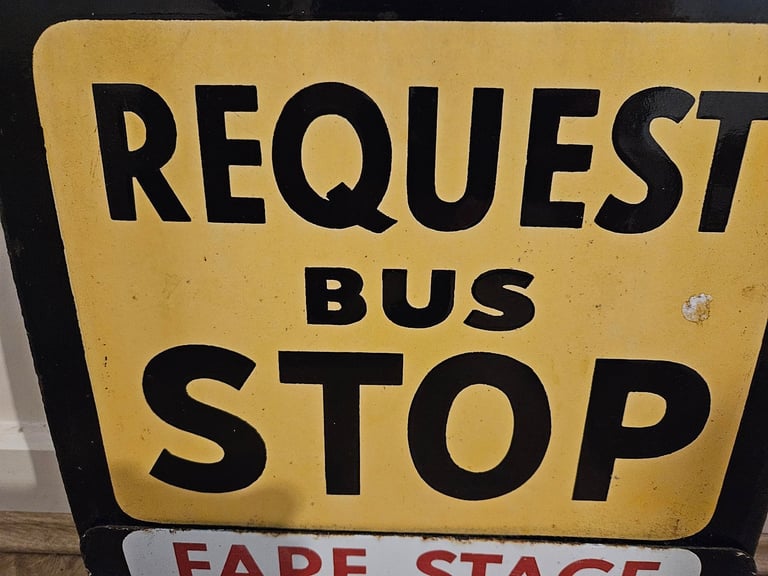 REQUEST
BUS
STOP
FARE STAGE